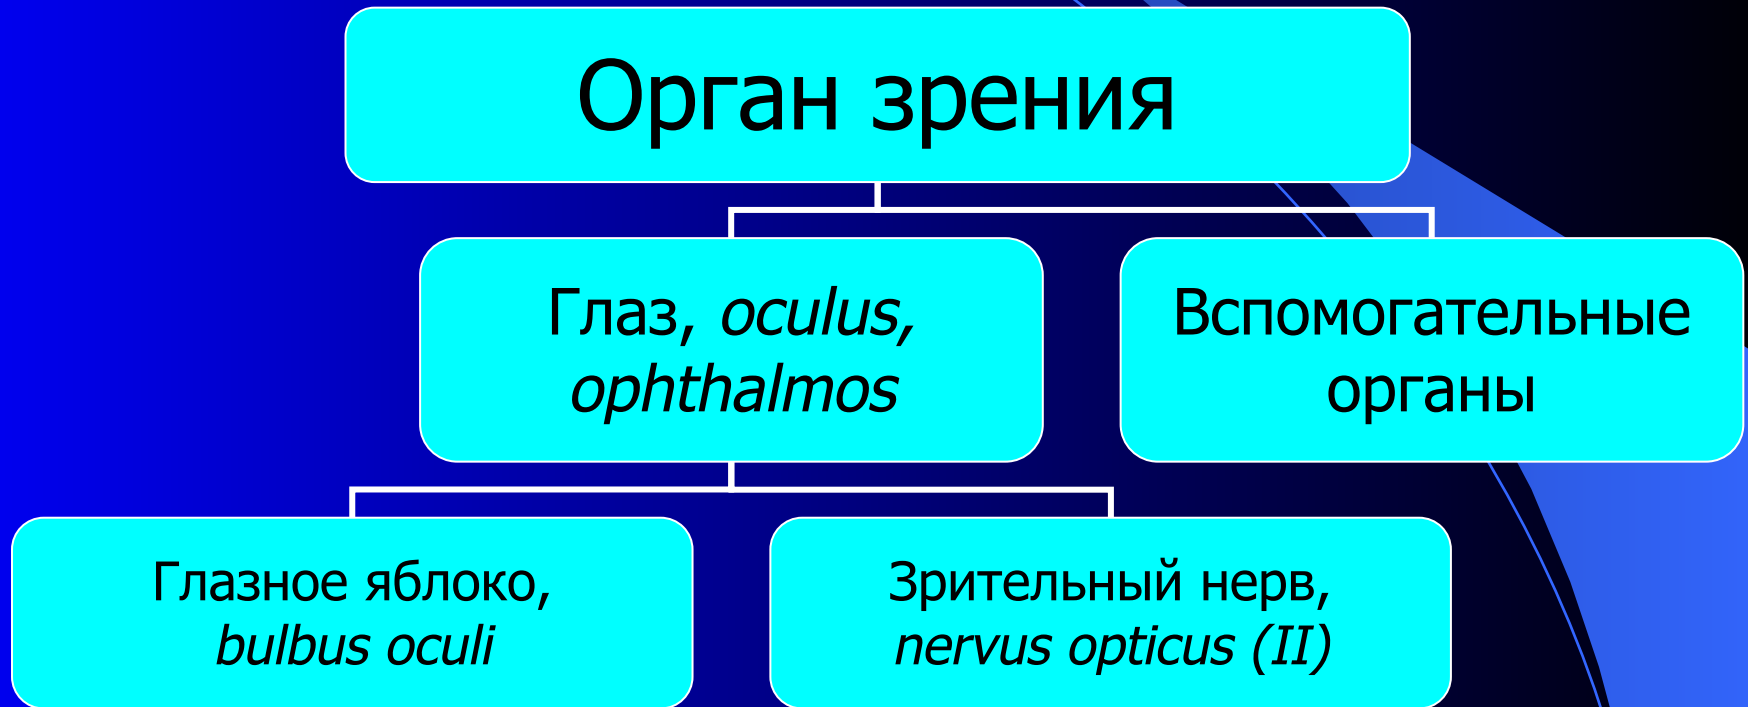 Орган зрения
Глаз, oculus,
ophthalmos
Вспомогательные
органы
Глазное яблоко,
bulbus oculi
Зрительный нерв,
nervus opticus (II)